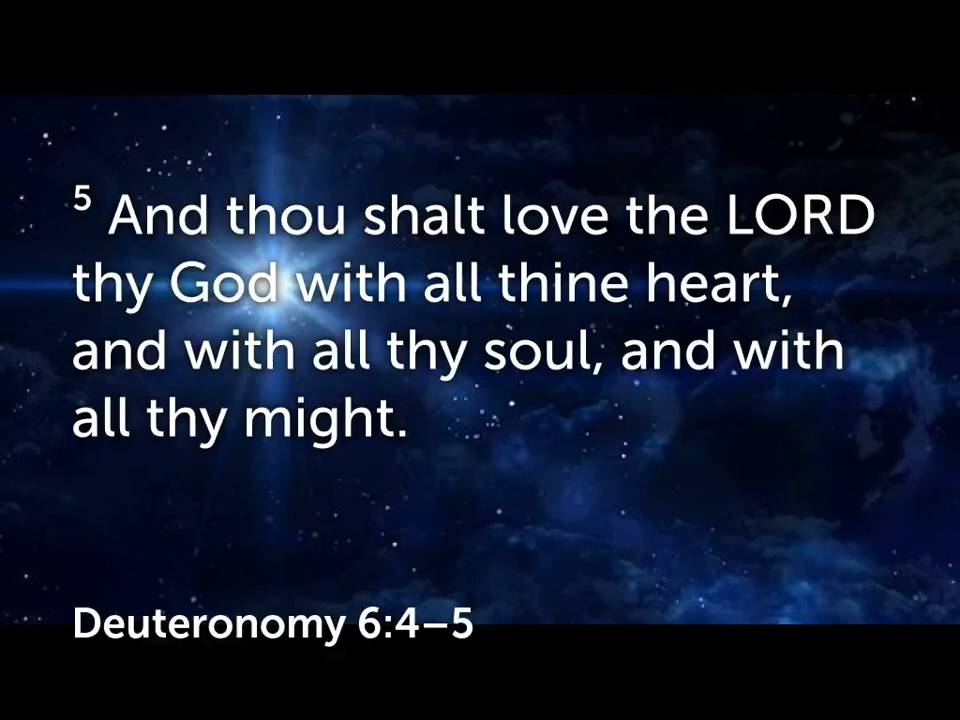 5 And thou shalt love the LORD
thy God with all thine heart,
and with all thy soul, and with
all thy might.
Deuteronomy 6:4–5